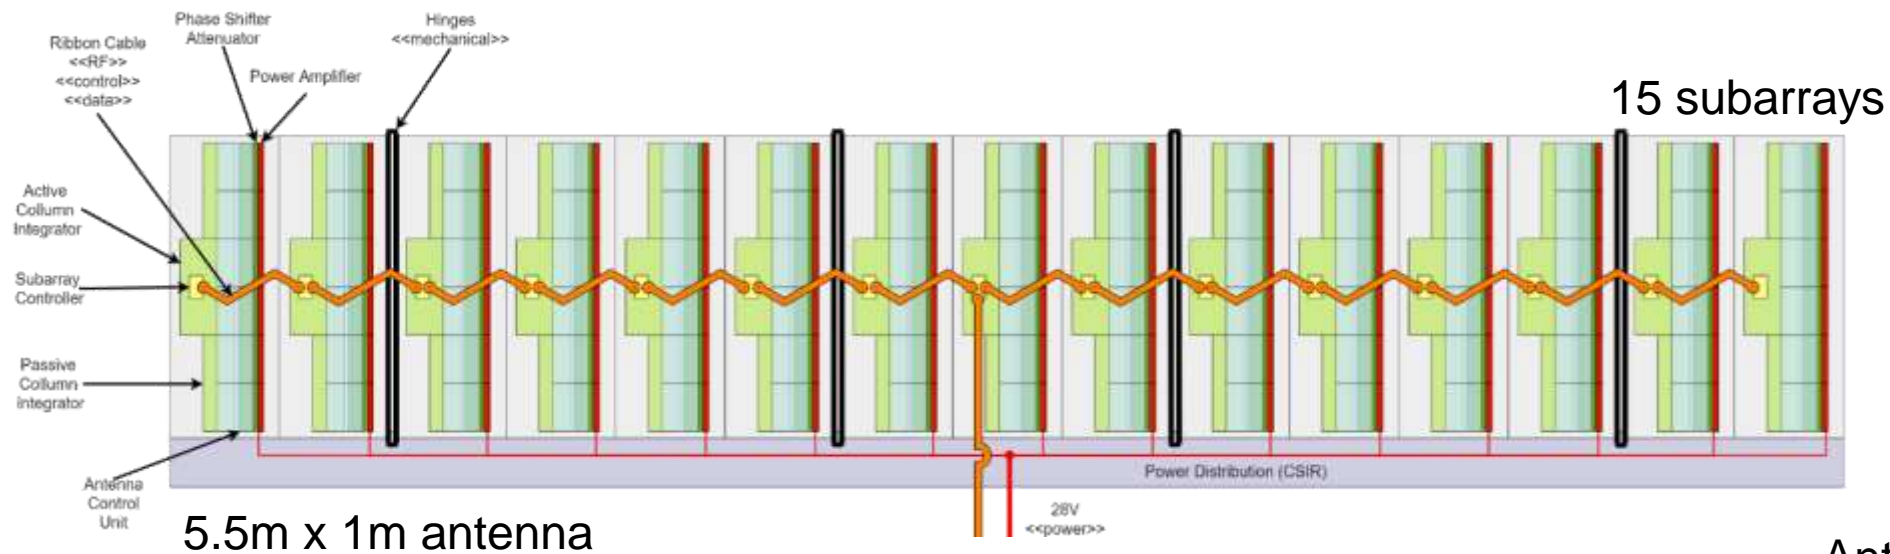 Phase Shifter
Attenuator
Hinges
<<mechanical>>
Ribbon Cable
<<RF>>
<<control>>
<<data>>
Power Amplifier
15 subarrays
Active
Collumn
Integrator
Subarray
Controller
Passive
Collumn
Integrator
Antenna
Control
Unit
Power Distribution (CSIR)
28V
<<power>>
5.5m x 1m antenna